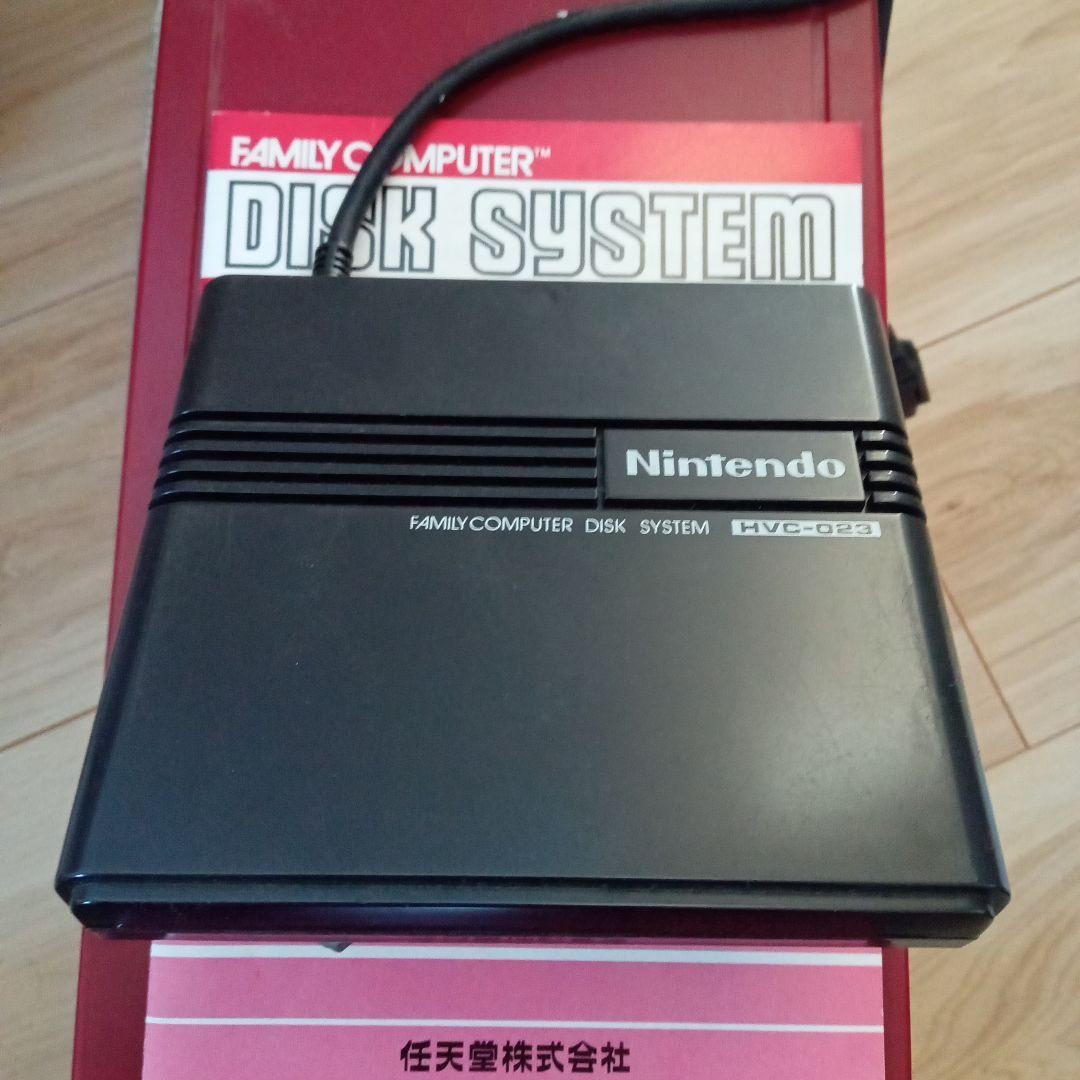 FAMILY COMPUTER™
DISK SYSTEM
Nintendo
FAMILY COMPUTER DISK SYSTEM HVC-023
任天堂株式会社